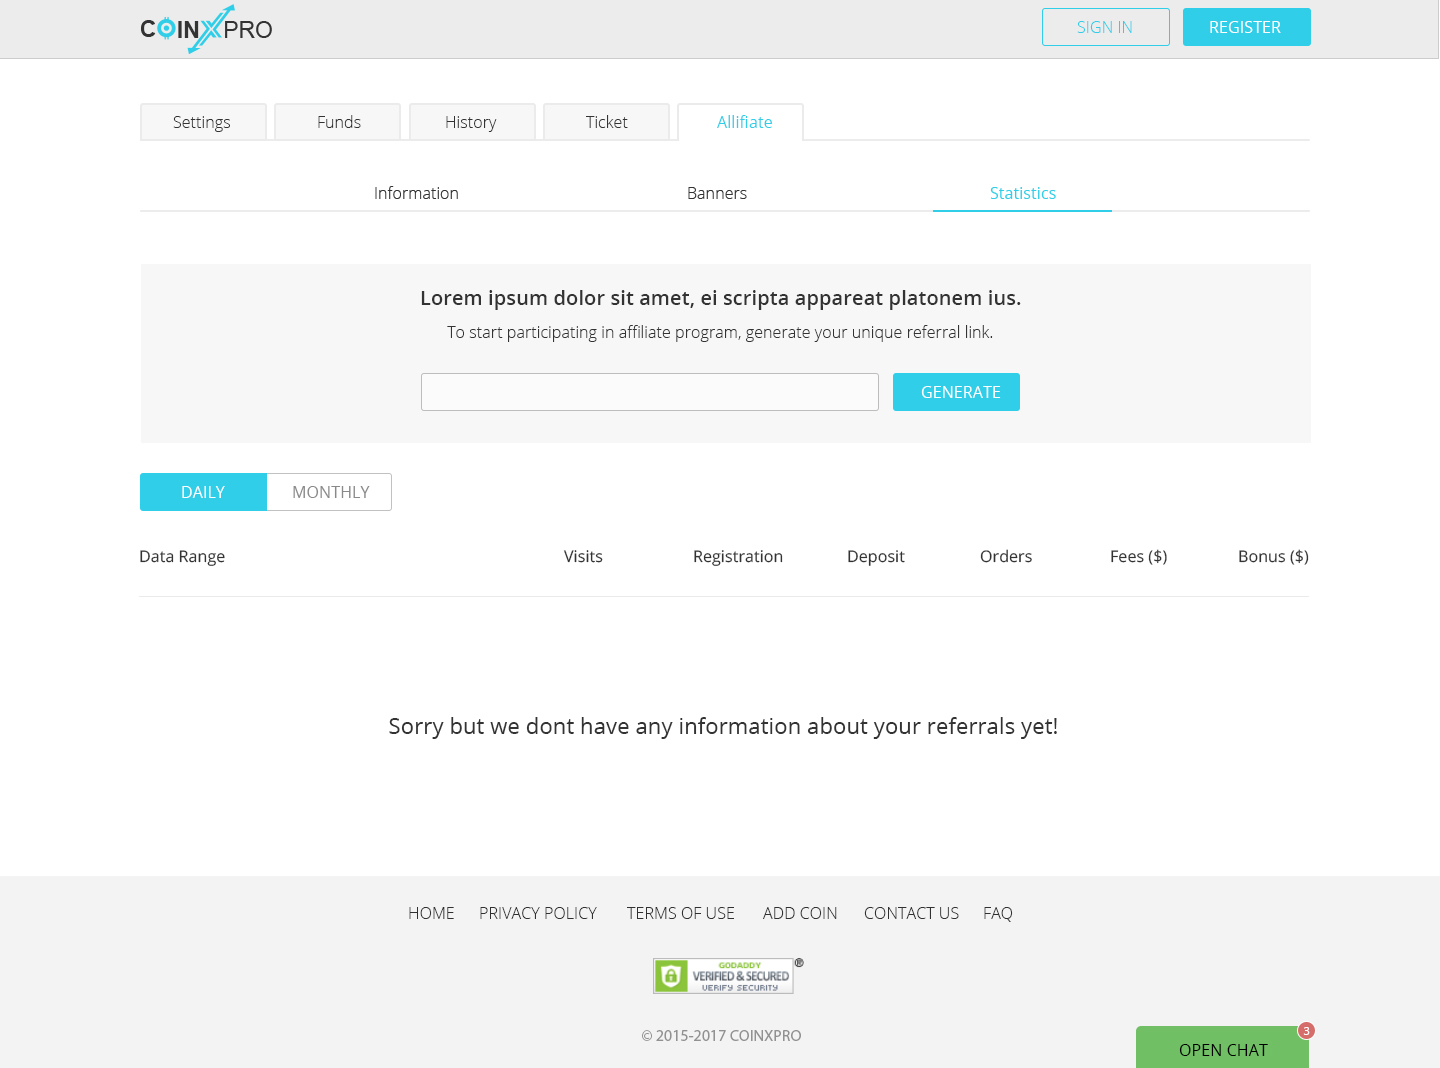 COINXPRO
SIGN IN
REGISTER
Settings
Funds
History
Ticket
Allifiate
Information
Banners
Statistics
Lorem ipsum dolor sit amet, ei scripta appareat platonem ius.
To start participating in affiliate program, generate your unique referral link.
GENERATE
DAILY
MONTHLY
Data Range
Visits
Registration
Deposit
Orders
Fees ($)
Bonus ($)
Sorry but we dont have any information about your referrals yet!
HOME
PRIVACY POLICY
TERMS OF USE
ADD COIN
CONTACT US
FAQ
GODADDY
VERIFIED & SECURED
VERIFY SECURITY
®
© 2015-2017 COINXPRO
3
OPEN CHAT